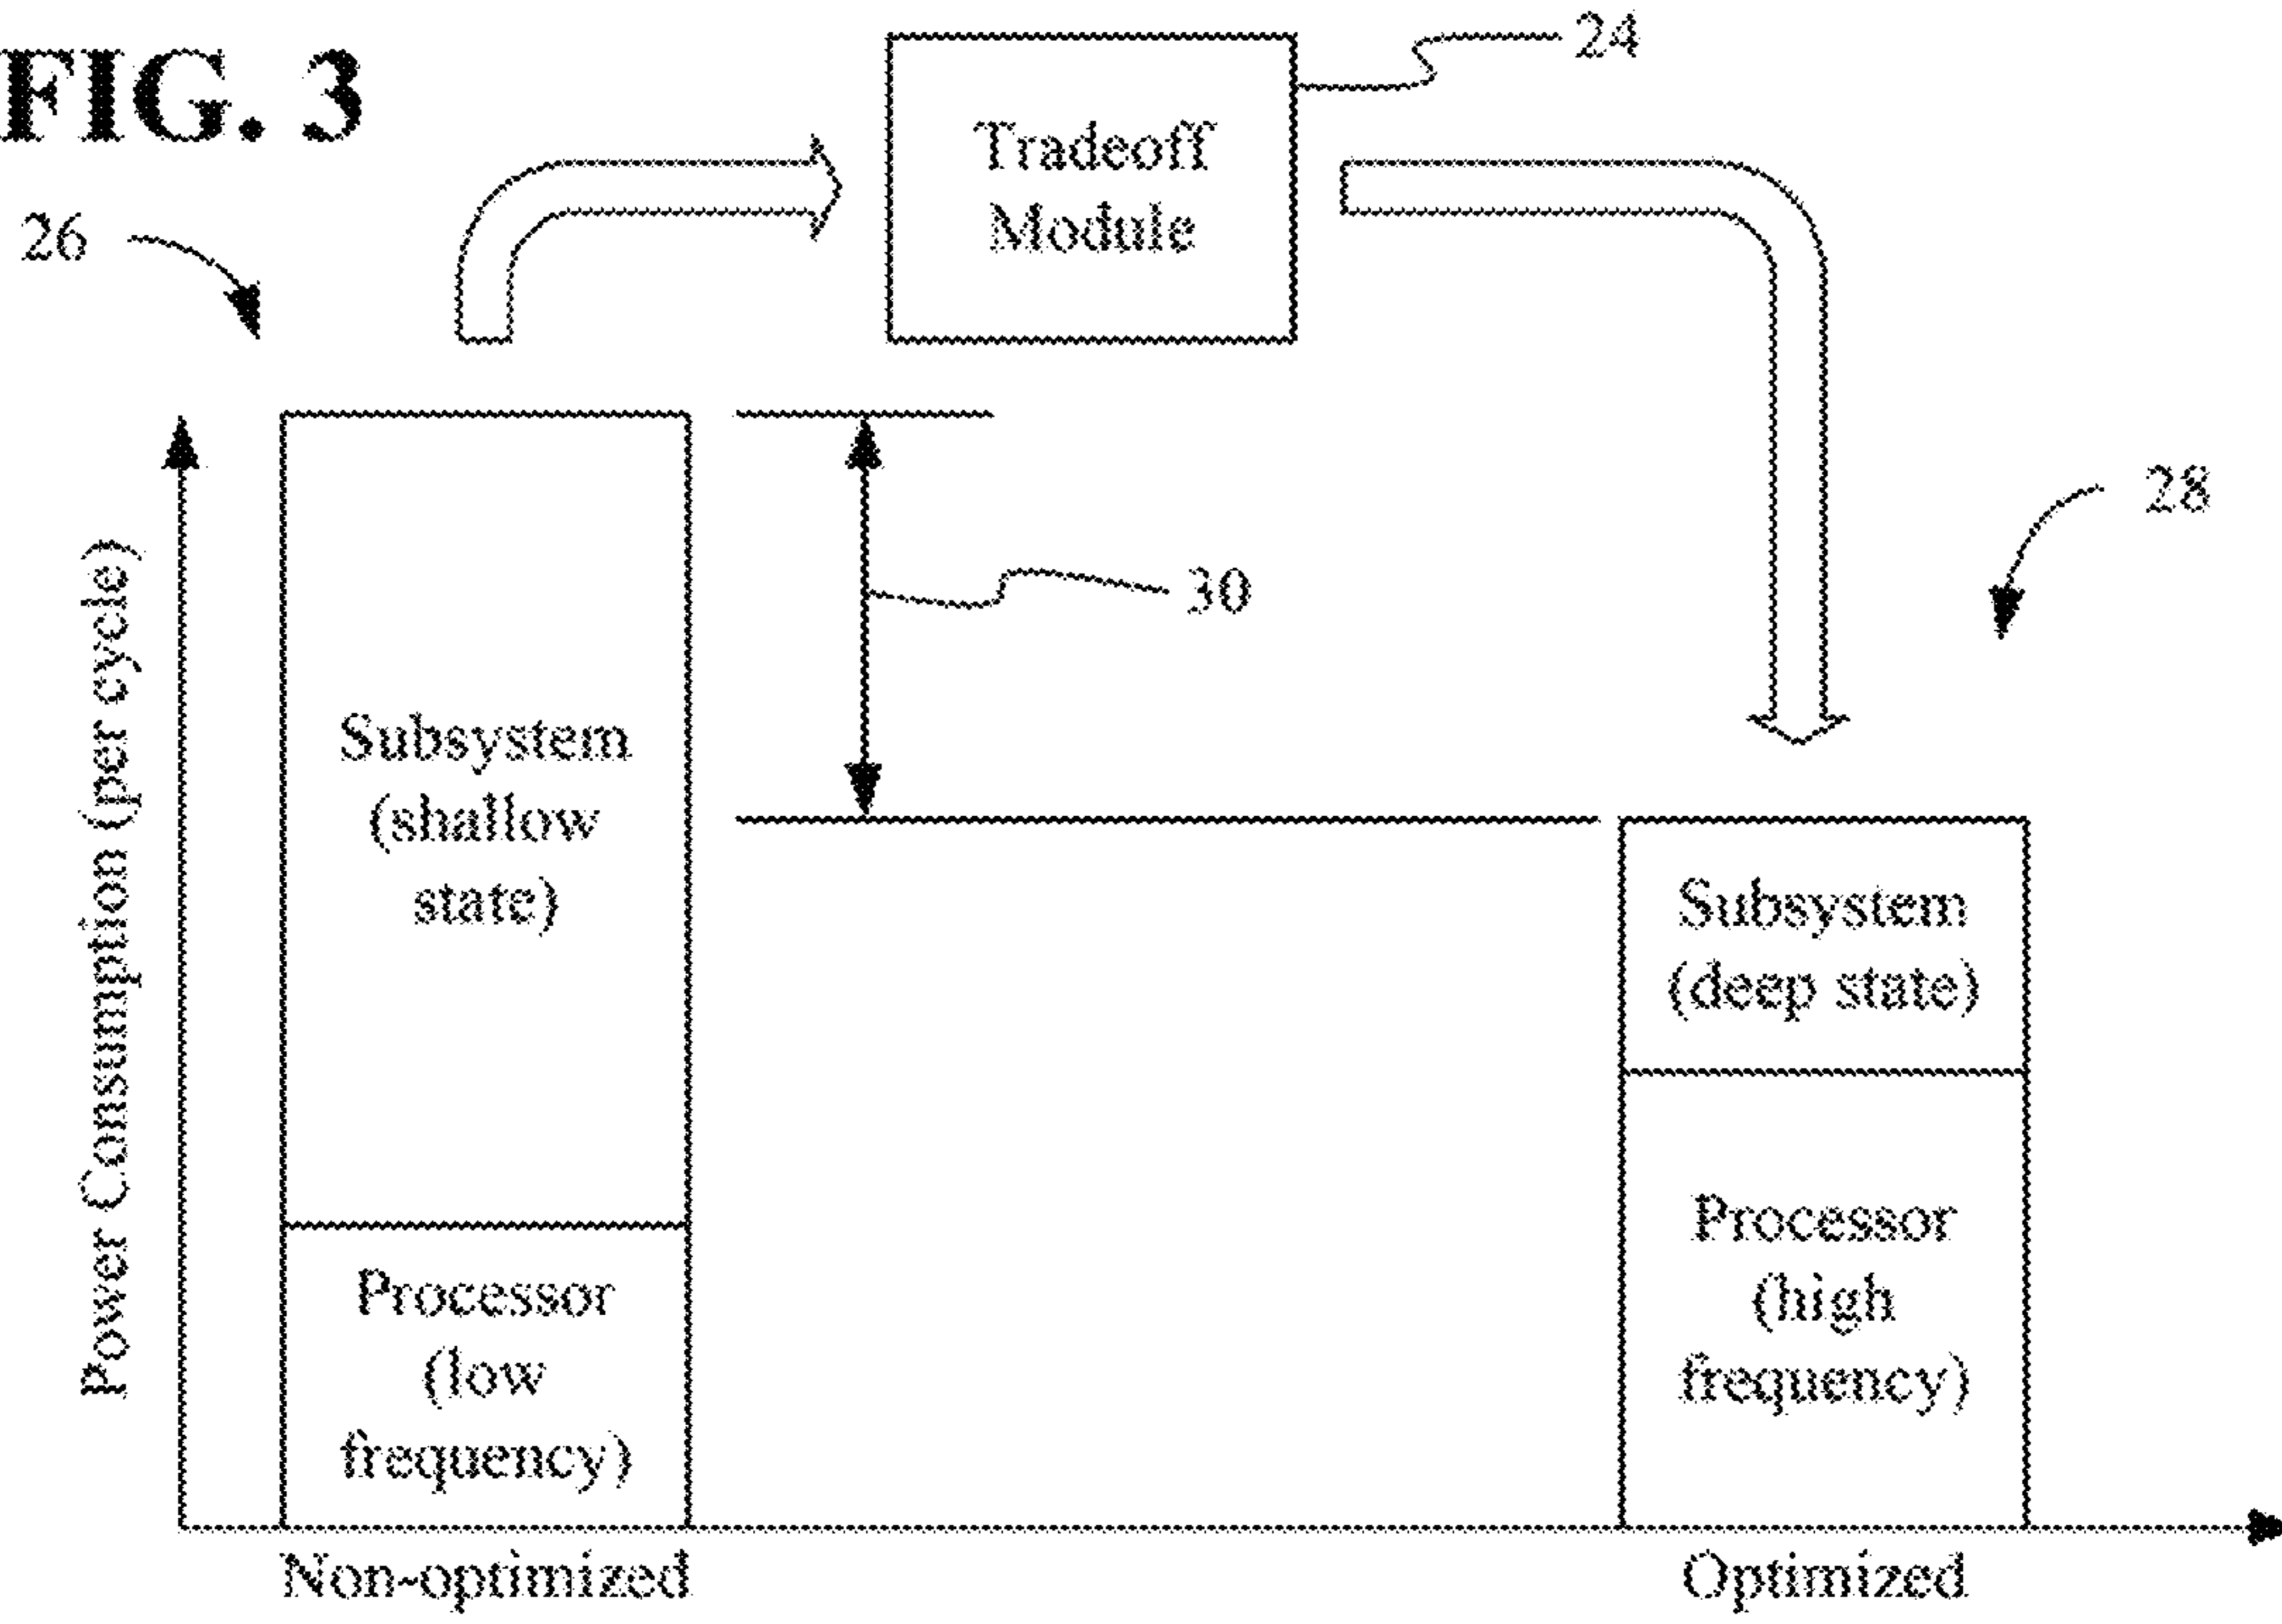 FIG. 3
24
Tradeoff
Module
26
28
30
Power Consumption (per cycle)
Subsystem
(shallow
state)
Processor
(low
frequency)
Subsystem
(deep state)
Processor
(high
frequency)
Non-optimized
Optimized